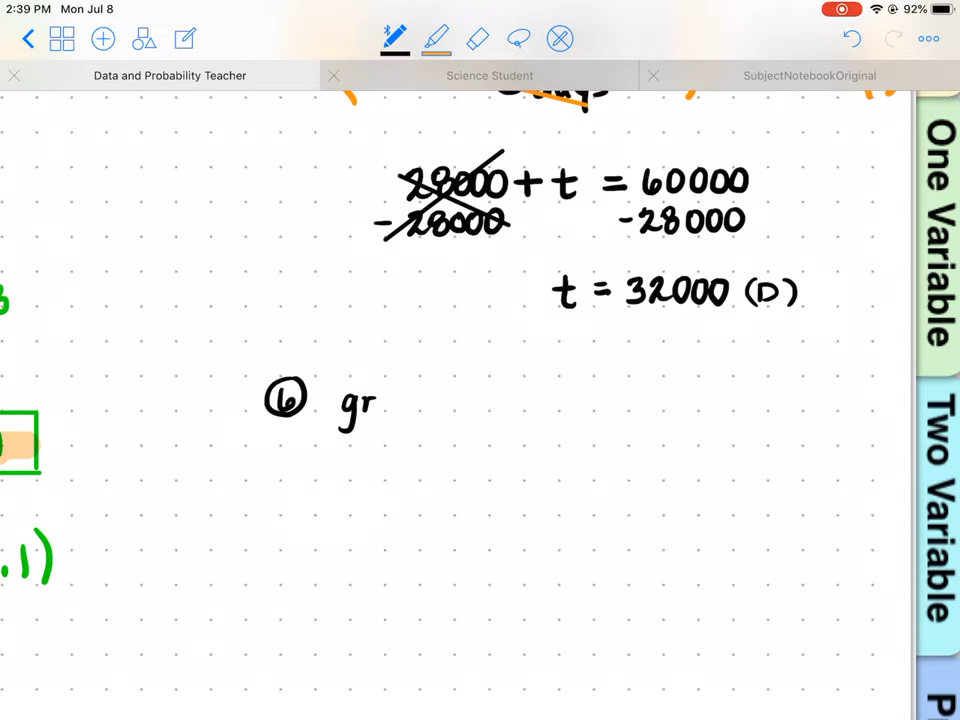 2:39 PM Mon Jul 8 92%
Data and Probability Teacher
Science Student
SubjectNotebookOriginal
28000 + t = 60000
- 28000 - 28000
t = 32000 (D)
⑥ gr
.1)
One Variable
Two Variable